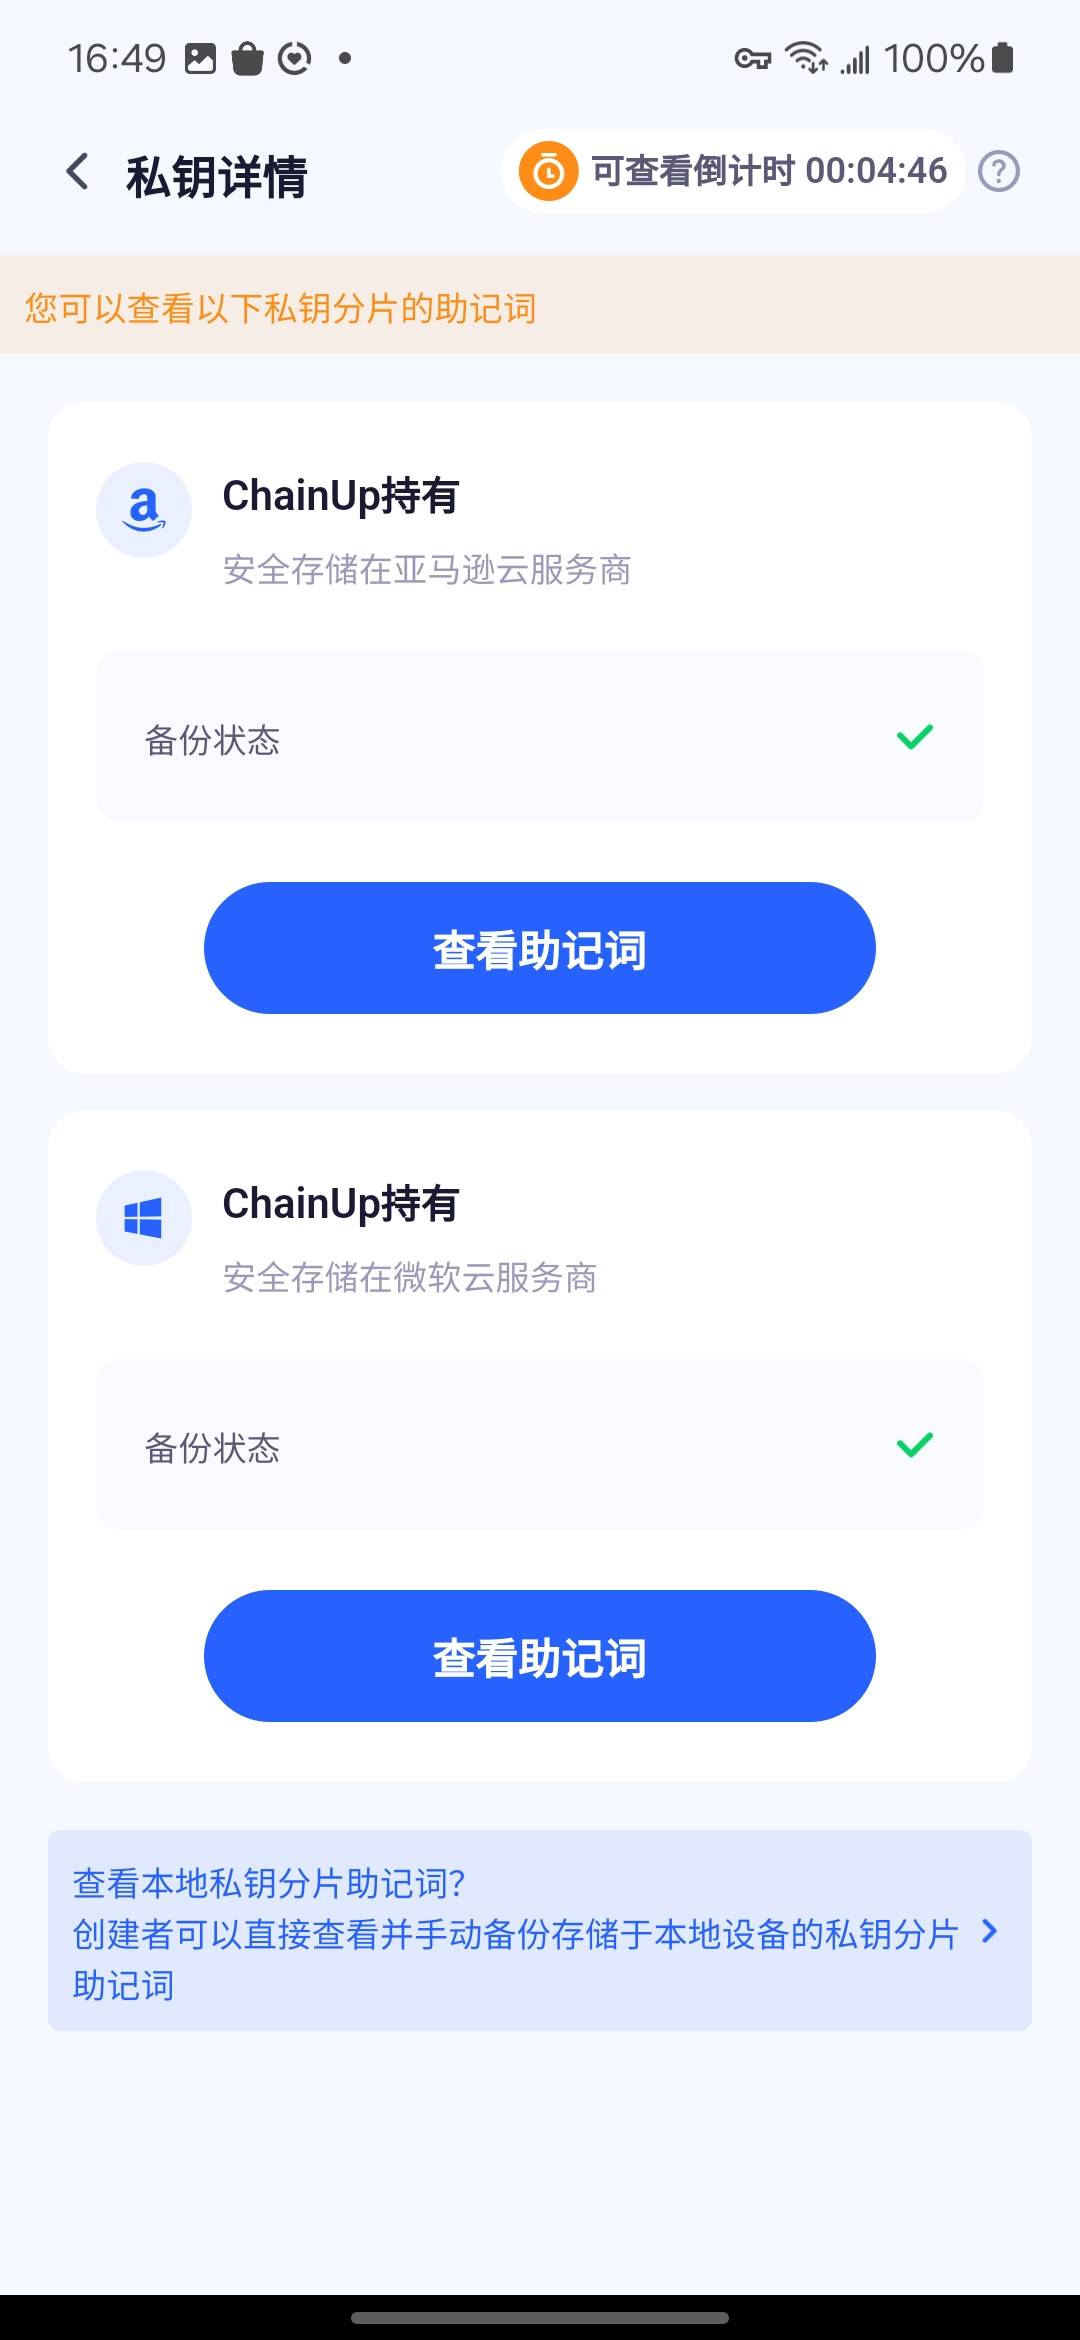 16:49
100%
私钥详情
可查看倒计时 00:04:46
您可以查看以下私钥分片的助记词
ChainUp持有
安全存储在亚马逊云服务商
备份状态
查看助记词
ChainUp持有
安全存储在微软云服务商
备份状态
查看助记词
查看本地私钥分片助记词？
创建者可以直接查看并手动备份存储于本地设备的私钥分片
助记词